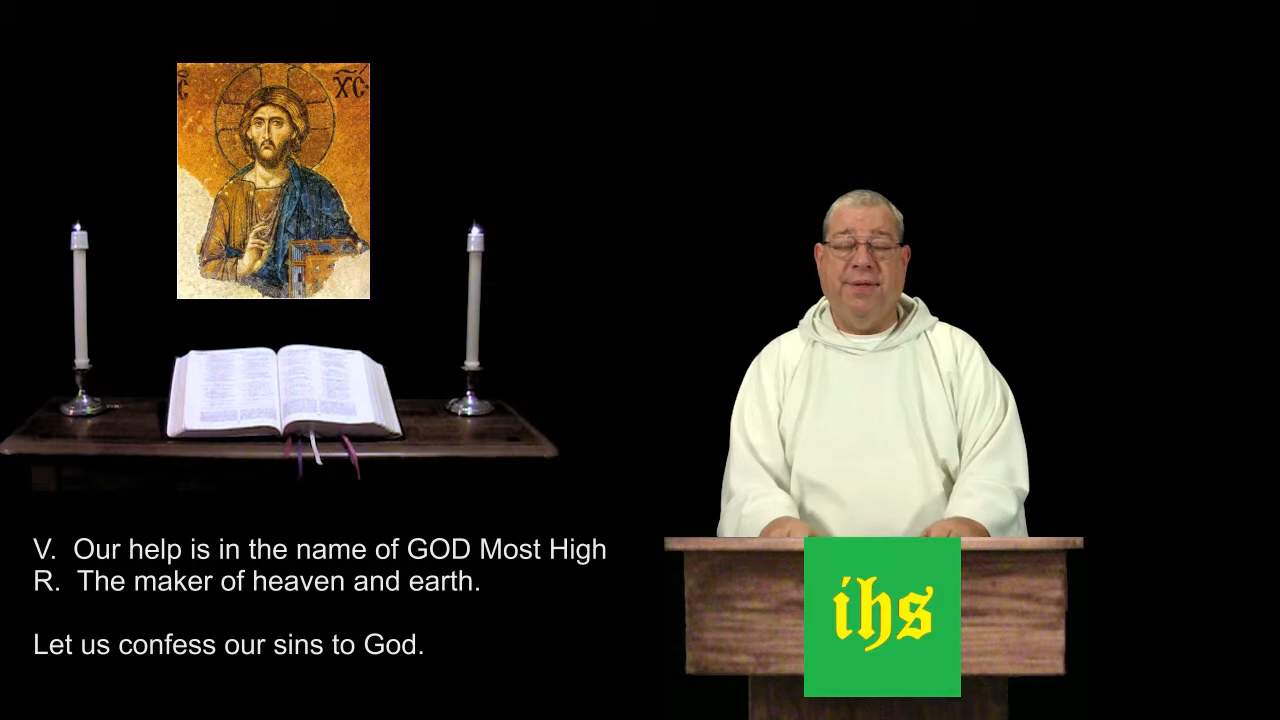 X̃C
V. Our help is in the name of GOD Most High
R. The maker of heaven and earth.
Let us confess our sins to God.
ihs